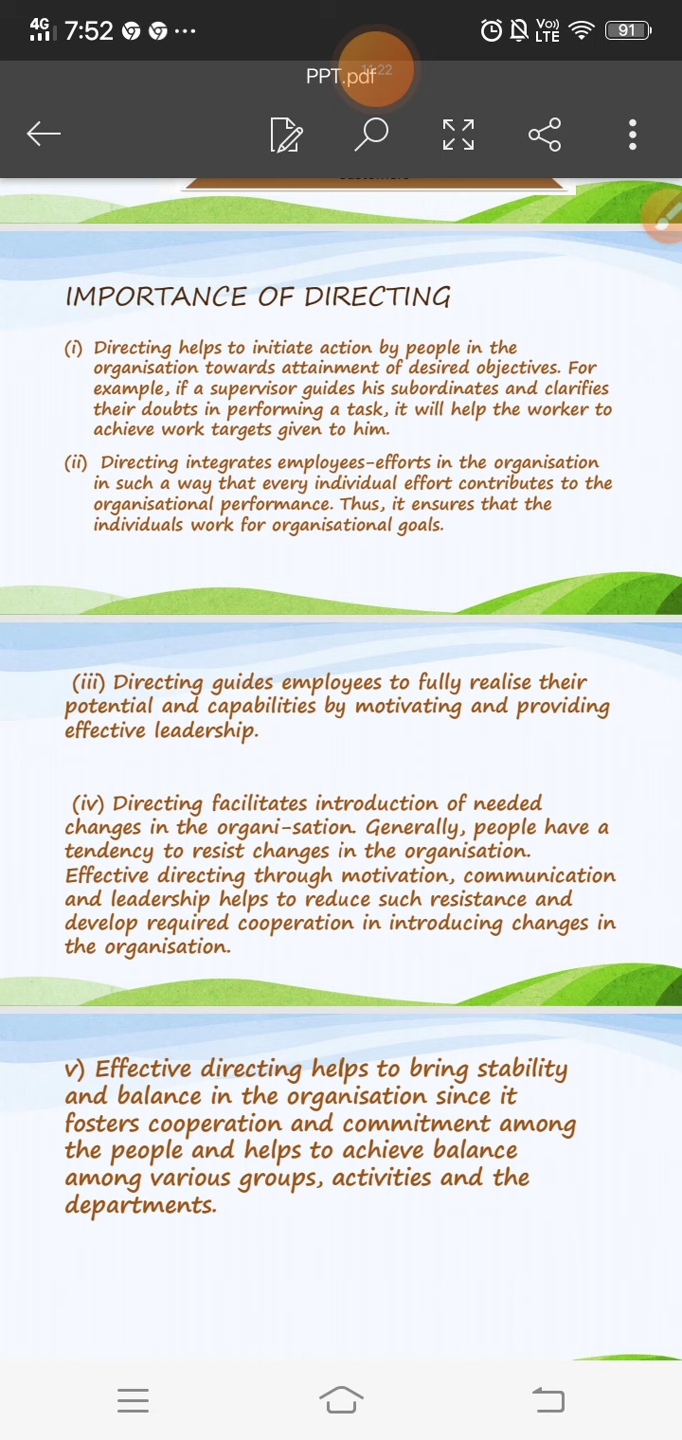 4G 7:52 Vo) LTE 91
PPT.pdf
IMPORTANCE OF DIRECTING
(i) Directing helps to initiate action by people in the
organisation towards attainment of desired objectives. For
example, if a supervisor guides his subordinates and clarifies
their doubts in performing a task, it will help the worker to
achieve work targets given to him.
(ii) Directing integrates employees-efforts in the organisation
in such a way that every individual effort contributes to the
organisational performance. Thus, it ensures that the
individuals work for organisational goals.
(iii) Directing guides employees to fully realise their
potential and capabilities by motivating and providing
effective leadership.
(iv) Directing facilitates introduction of needed
changes in the organi-sation. Generally, people have a
tendency to resist changes in the organisation.
Effective directing through motivation, communication
and leadership helps to reduce such resistance and
develop required cooperation in introducing changes in
the organisation.
v) Effective directing helps to bring stability
and balance in the organisation since it
fosters cooperation and commitment among
the people and helps to achieve balance
among various groups, activities and the
departments.